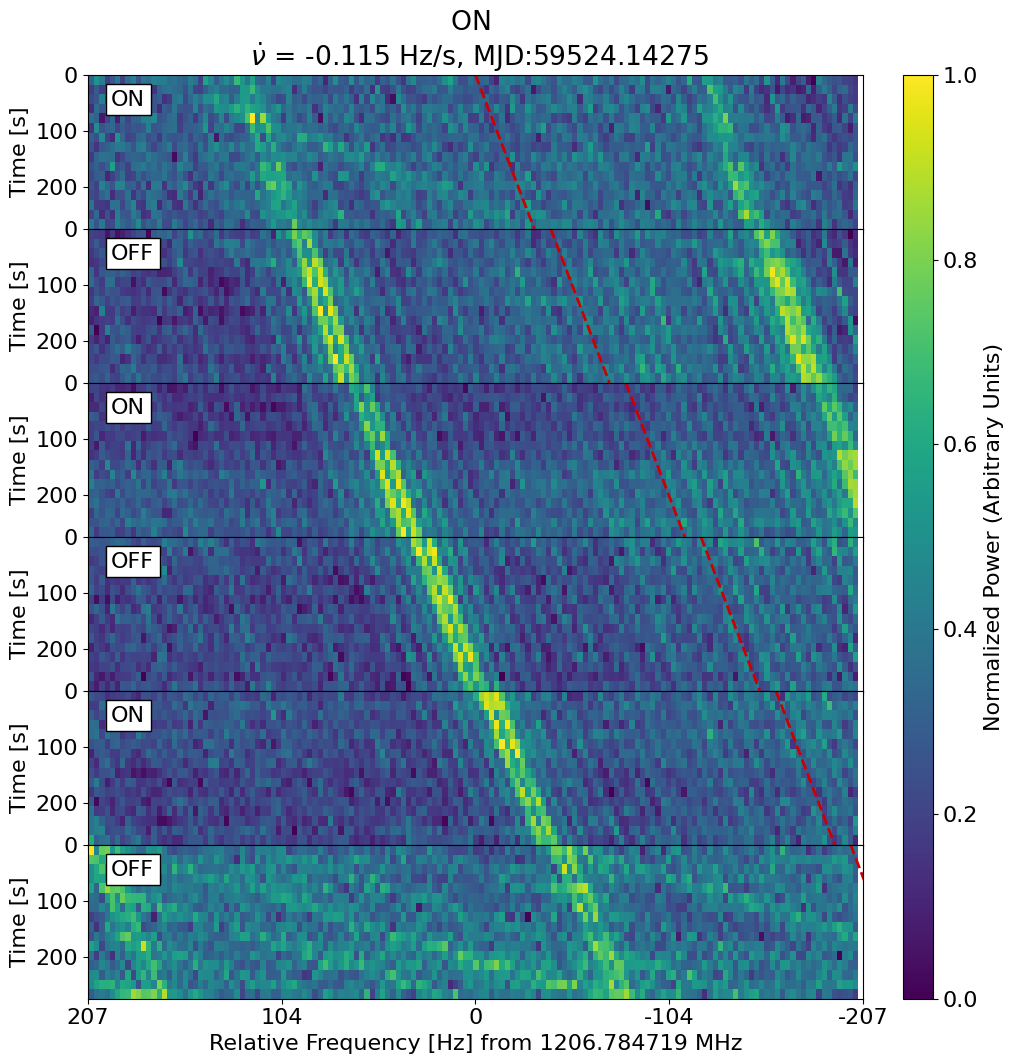 ON
ν̇ = -0.115 Hz/s, MJD:59524.14275
ON
OFF
ON
OFF
ON
OFF
0
100
200
0
100
200
0
100
200
0
100
200
0
100
200
0
100
200
Time [s]
Time [s]
Time [s]
Time [s]
Time [s]
Time [s]
207
104
0
-104
-207
Relative Frequency [Hz] from 1206.784719 MHz
1.0
0.8
0.6
0.4
0.2
0.0
Normalized Power (Arbitrary Units)